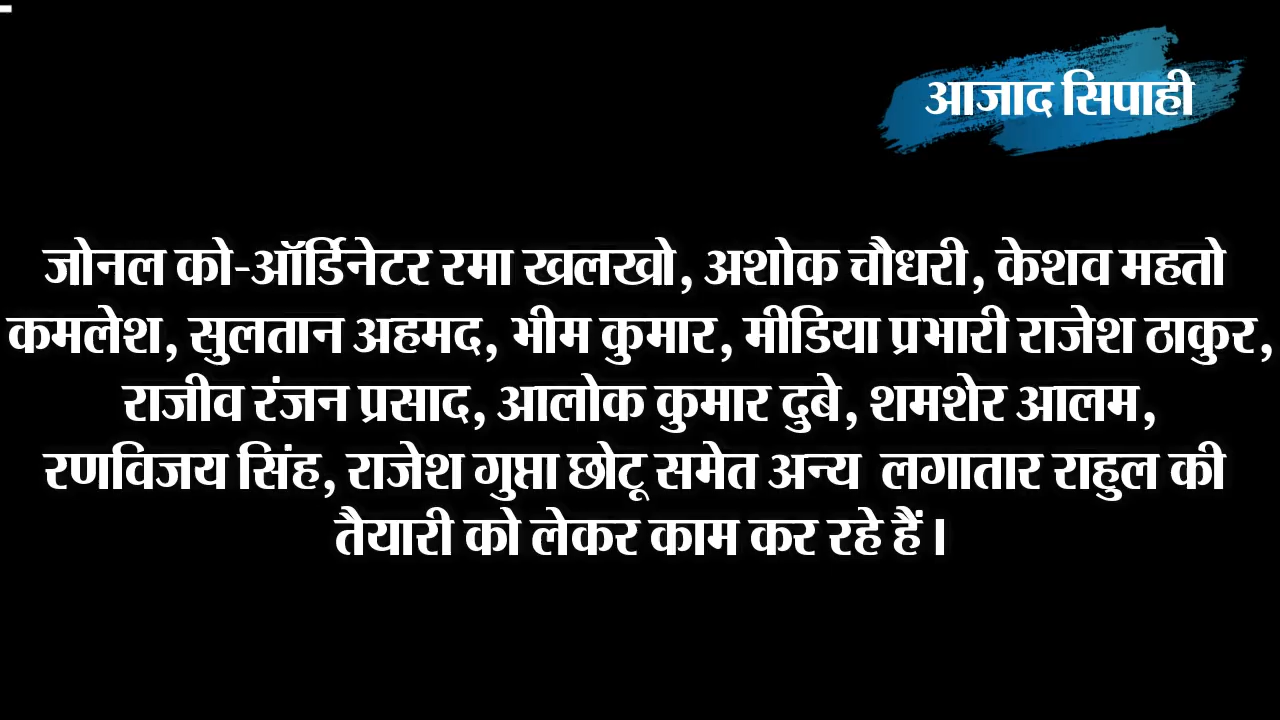 आजाद सिपाही
जोनल को-ऑर्डिनेटर रमा खलखो, अशोक चौधरी, केशव महतो
कमलेश, सुलतान अहमद, भीम कुमार, मीडिया प्रभारी राजेश ठाकुर,
राजीव रंजन प्रसाद, आलोक कुमार दुबे, शमशेर आलम,
रणविजय सिंह, राजेश गुप्ता छोटू समेत अन्य  लगातार राहुल की
तैयारी को लेकर काम कर रहे हैं।